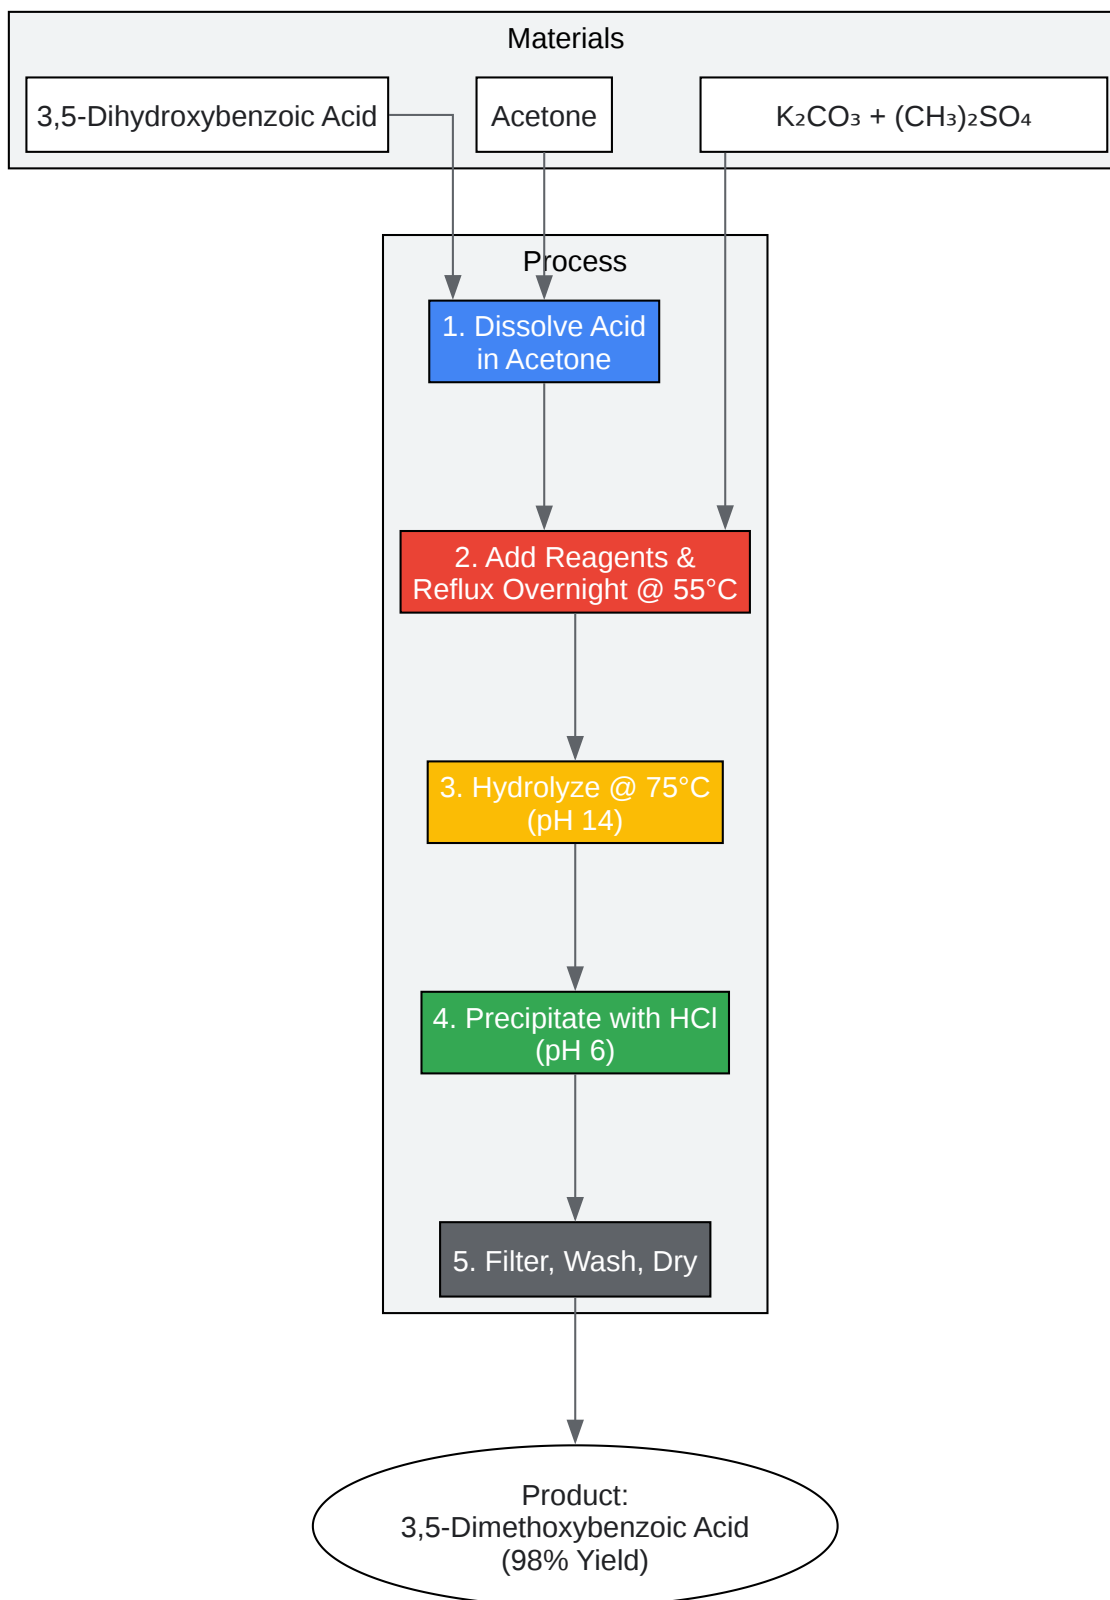 Materials
3,5-Dihydroxybenzoic Acid
Acetone
K₂CO₃ + (CH₃)₂SO₄
Process
1. Dissolve Acid
in Acetone
2. Add Reagents &
Reflux Overnight @ 55°C
3. Hydrolyze @ 75°C
(pH 14)
4. Precipitate with HCl
(pH 6)
5. Filter, Wash, Dry
Product:
3,5-Dimethoxybenzoic Acid
(98% Yield)